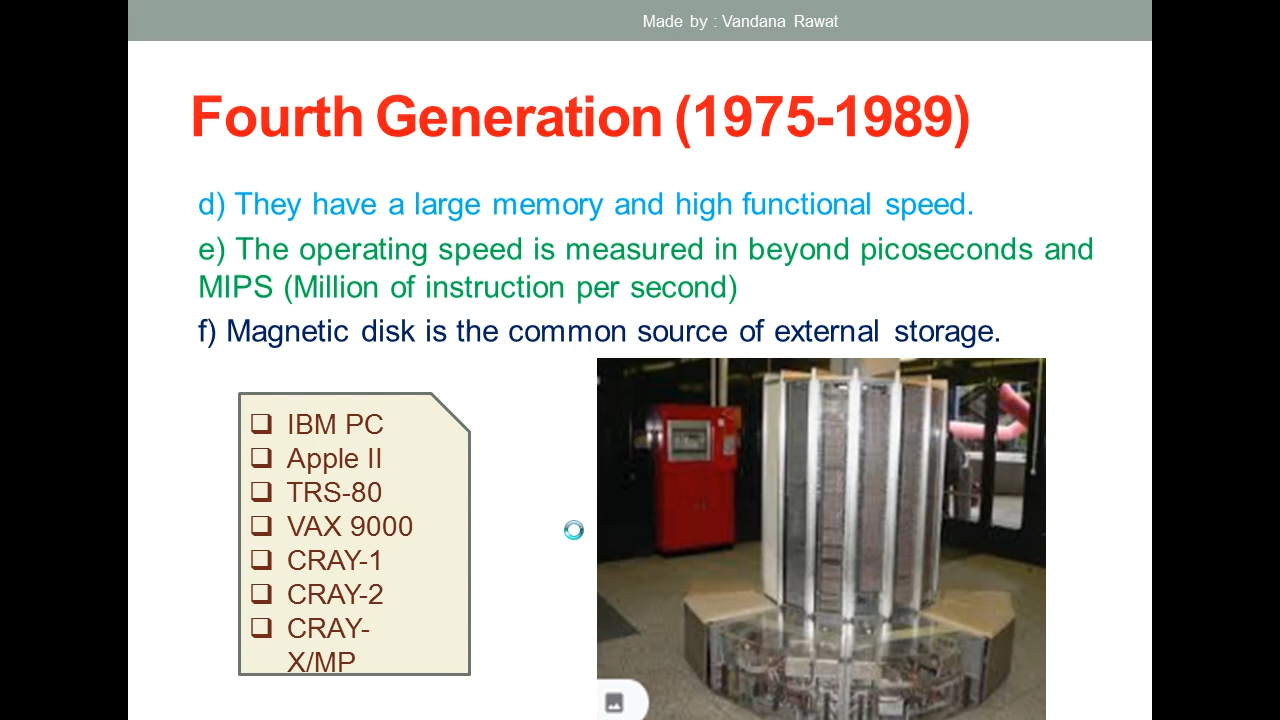 Made by : Vandana Rawat
Fourth Generation (1975-1989)
d) They have a large memory and high functional speed.
e) The operating speed is measured in beyond picoseconds and
MIPS (Million of instruction per second)
f) Magnetic disk is the common source of external storage.
IBM PC
Apple II
TRS-80
VAX 9000
CRAY-1
CRAY-2
CRAY-
X/MP